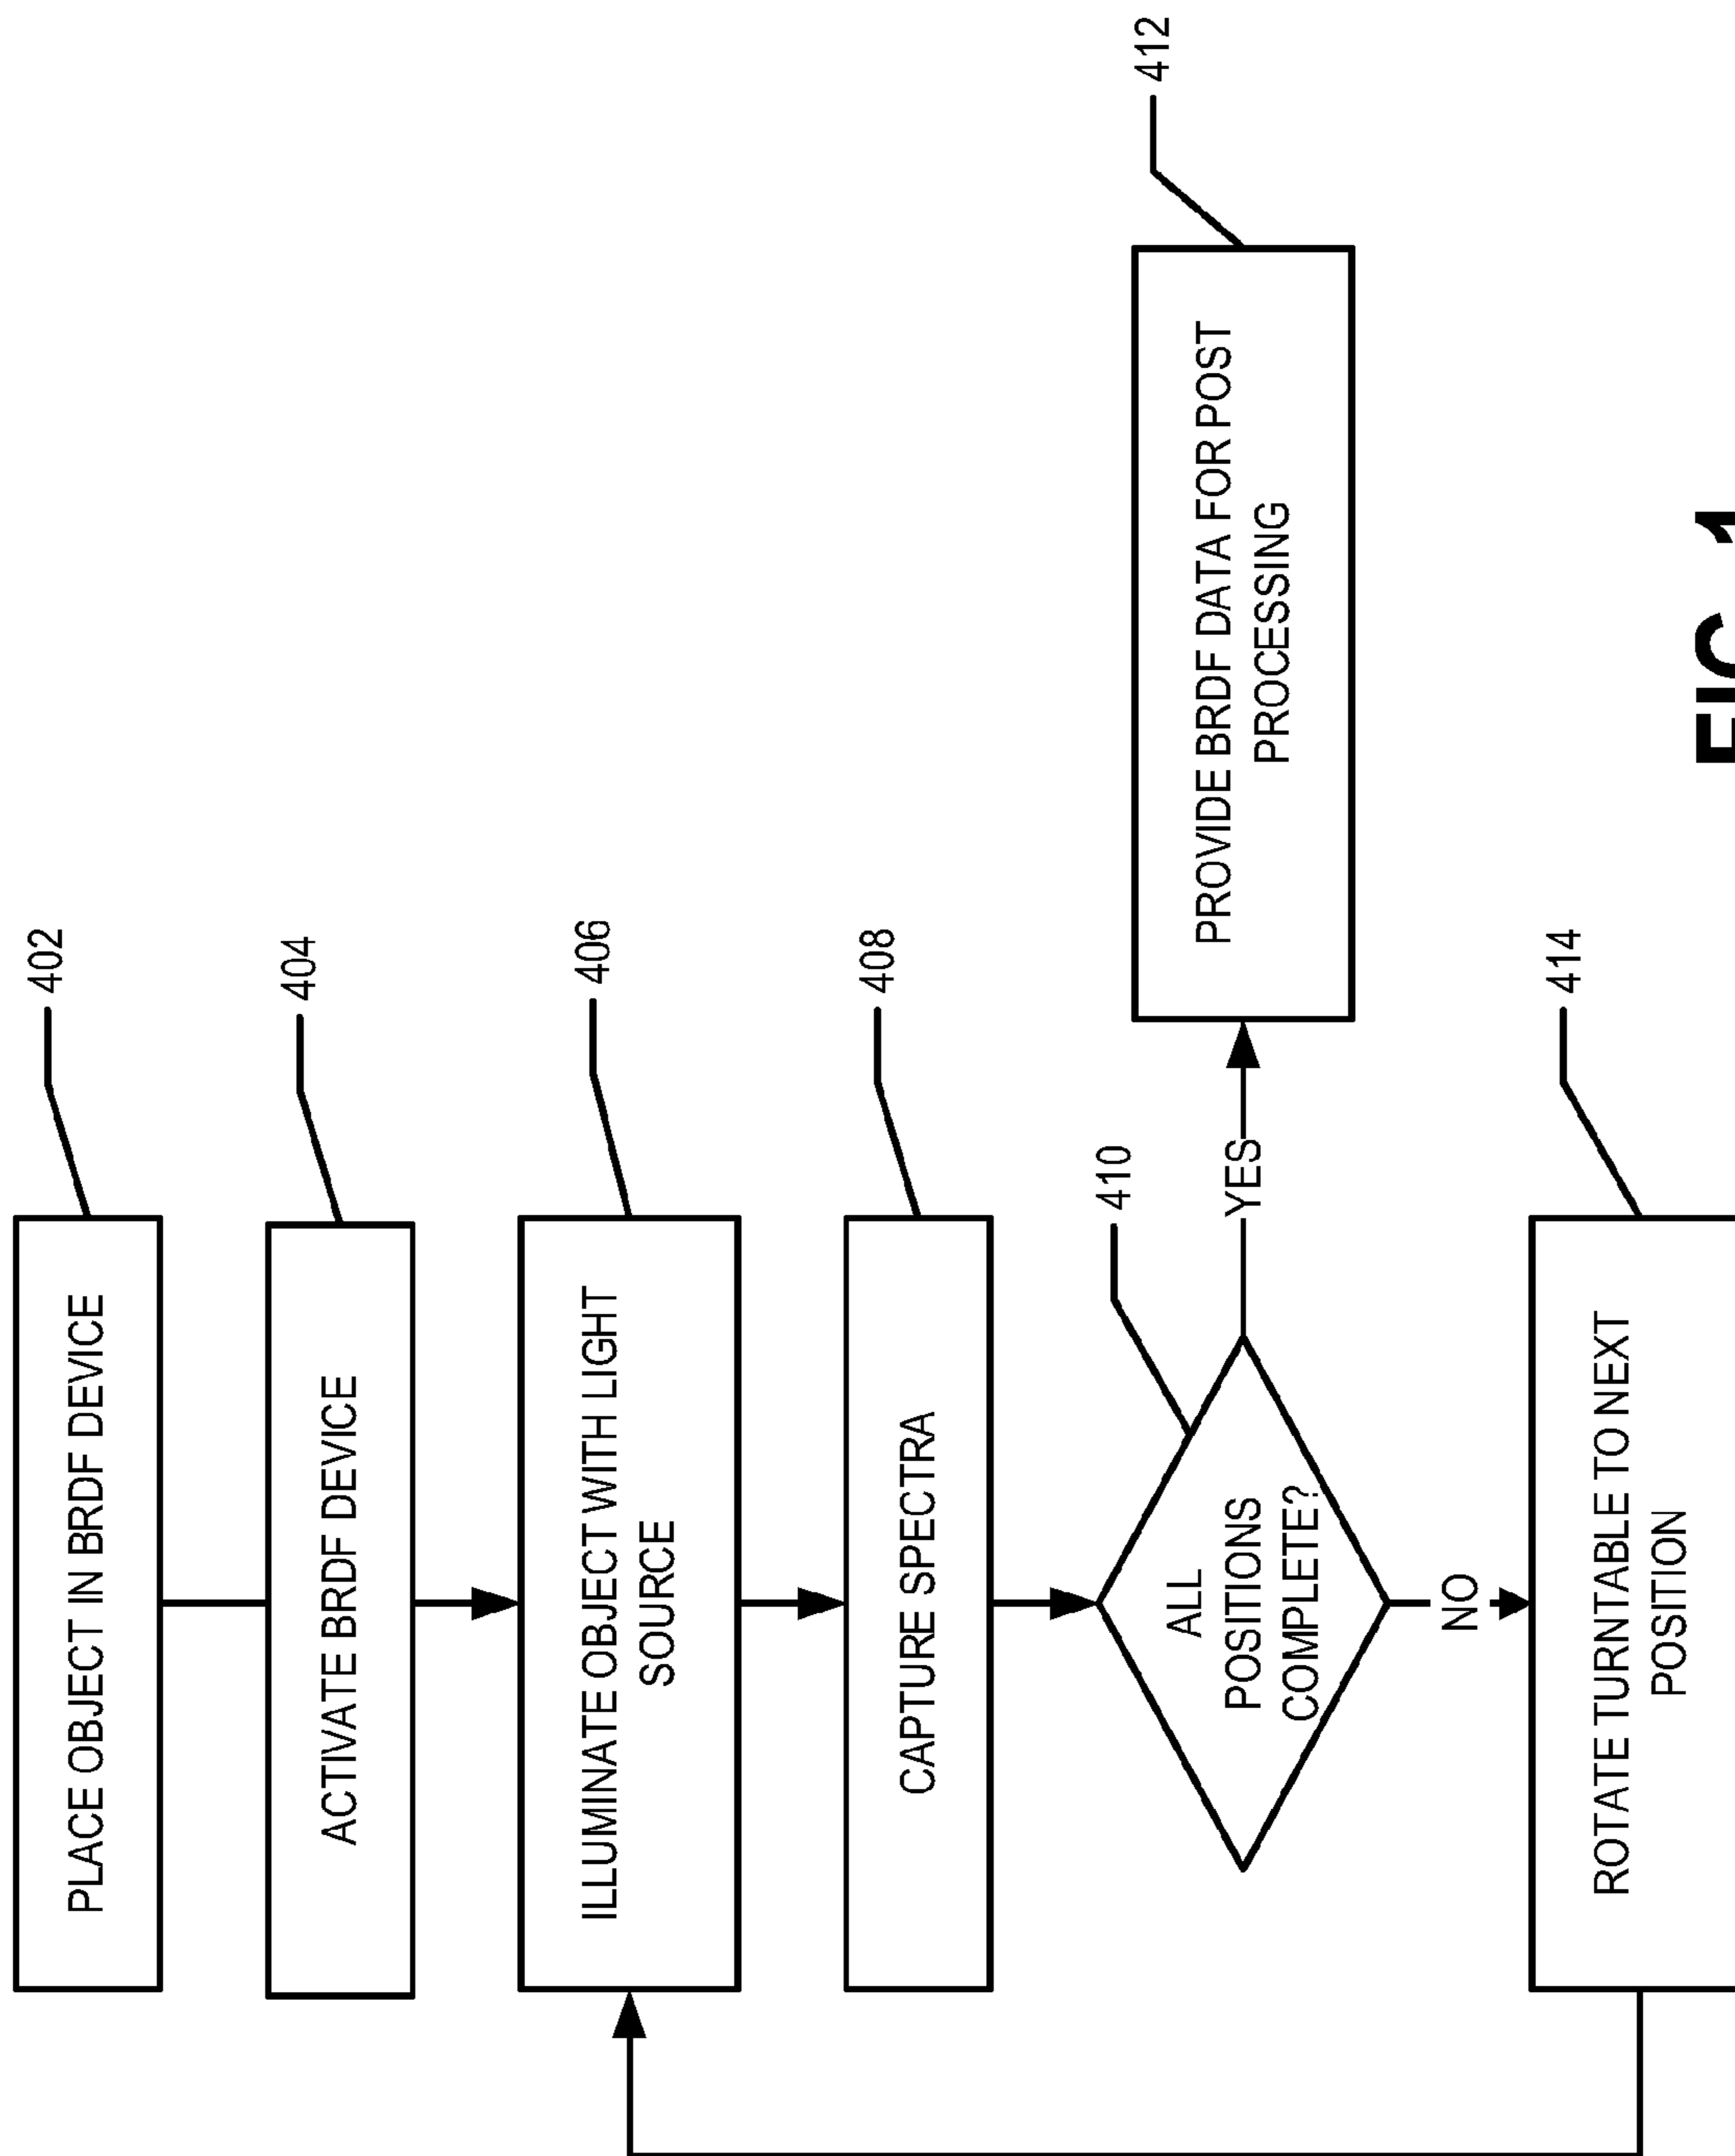 402
PLACE OBJECT IN BRDF DEVICE
404
ACTIVATE BRDF DEVICE
406
ILLUMINATE OBJECT WITH LIGHT
SOURCE
408
CAPTURE SPECTRA
410
ALL
POSITIONS
COMPLETE?
YES
412
PROVIDE BRDF DATA FOR POST
PROCESSING
NO
414
ROTATE TURNTABLE TO NEXT
POSITION